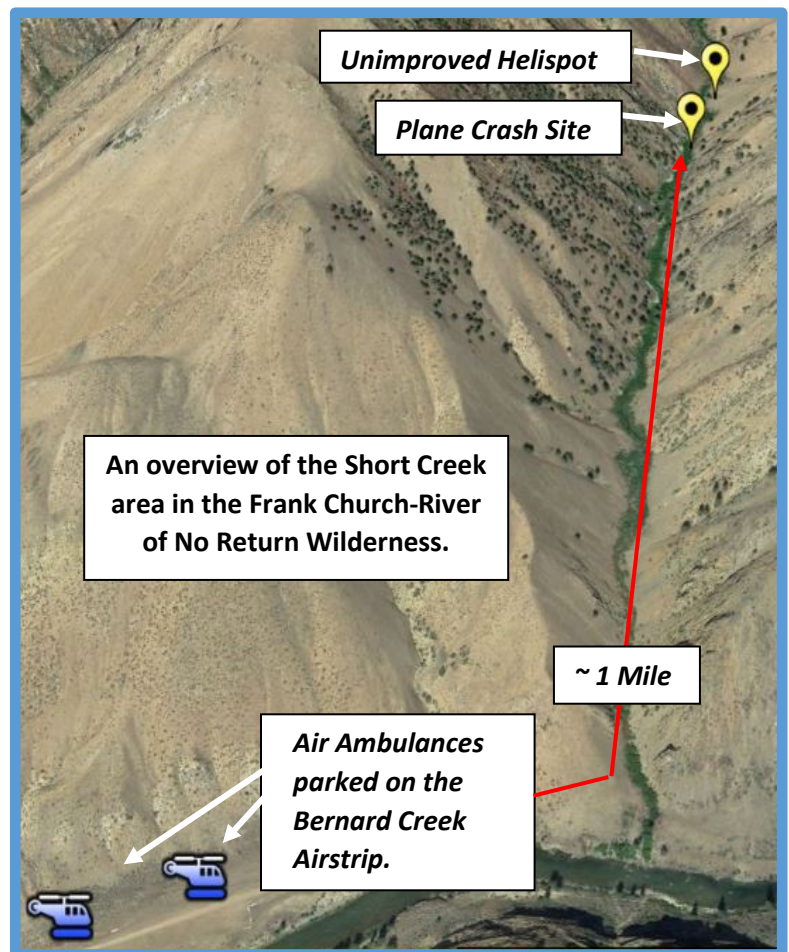 Unimproved Helispot
Plane Crash Site
An overview of the Short Creek
area in the Frank Church-River
of No Return Wilderness.
~ 1 Mile
Air Ambulances
parked on the
Bernard Creek
Airstrip.